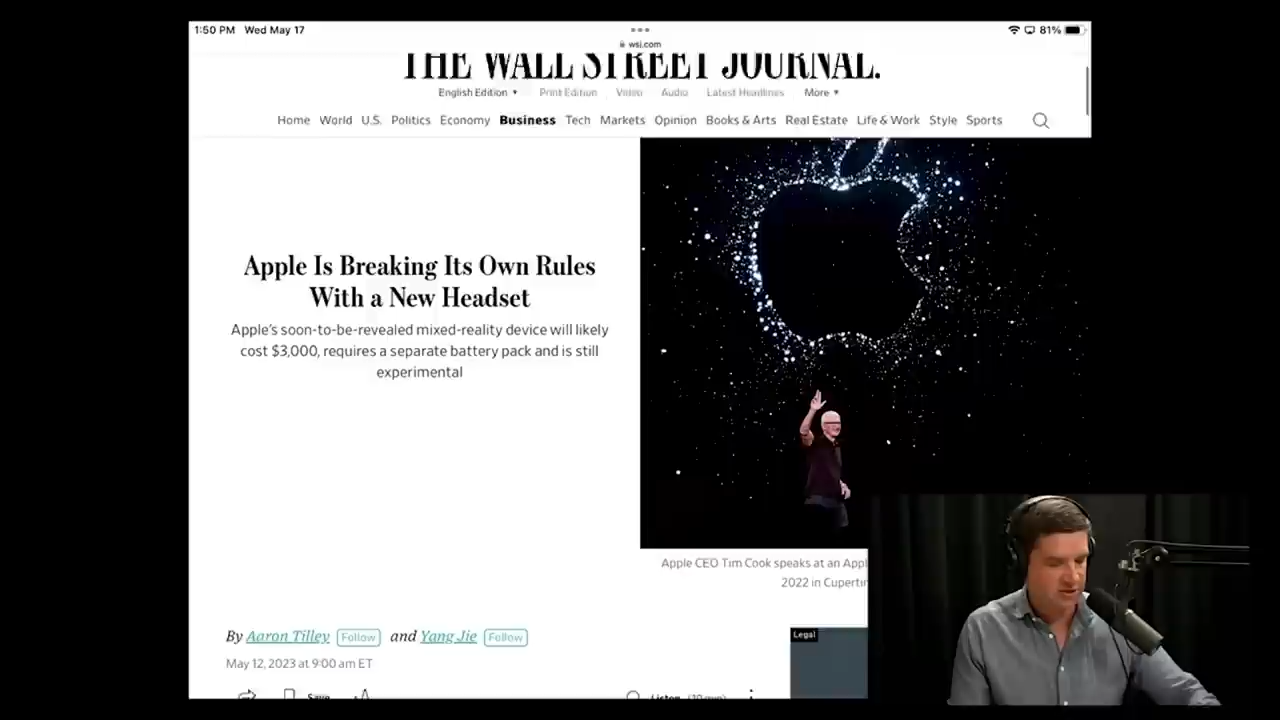 1:50 PM Wed May 17
81%
wsj.com
THE WALL STREET JOURNAL.
English Edition Print Edition Video Audio Latest Headlines More
Home World U.S. Politics Economy Business Tech Markets Opinion Books & Arts Real Estate Life & Work Style Sports
Apple Is Breaking Its Own Rules
With a New Headset
Apple's soon-to-be-revealed mixed-reality device will likely
cost $3,000, requires a separate battery pack and is still
experimental
Apple CEO Tim Cook speaks at an Appl
2022 in Cupertin
By Aaron Tilley Follow and Yang Jie Follow
May 12, 2023 at 9:00 am ET
Legal
Save
Listen (10 min)